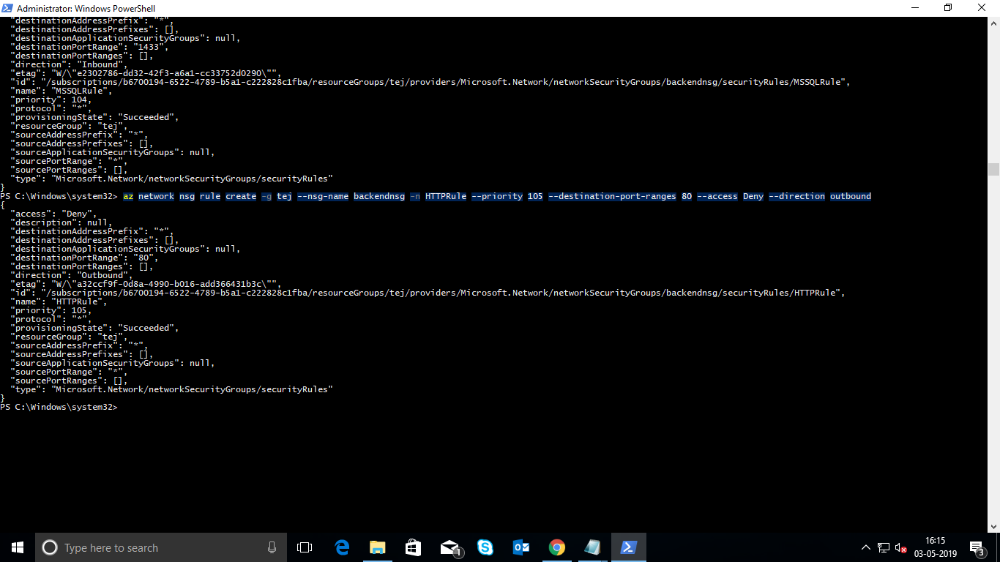 Administrator: Windows PowerShell
  "destinationAddressPrefix": "*",
  "destinationAddressPrefixes": [],
  "destinationApplicationSecurityGroups": null,
  "destinationPortRange": "1433",
  "destinationPortRanges": [],
  "direction": "Inbound",
  "etag": "W/\"e2302786-dd32-42f3-a6a1-cc33752d0290\"",
  "id": "/subscriptions/b6700194-6522-4789-b5a1-c222828c1fba/resourceGroups/tej/providers/Microsoft.Network/networkSecurityGroups/backendnsg/securityRules/MSSQLRule",
  "name": "MSSQLRule",
  "priority": 104,
  "protocol": "*",
  "provisioningState": "Succeeded",
  "resourceGroup": "tej",
  "sourceAddressPrefix": "*",
  "sourceAddressPrefixes": [],
  "sourceApplicationSecurityGroups": null,
  "sourcePortRange": "*",
  "sourcePortRanges": [],
  "type": "Microsoft.Network/networkSecurityGroups/securityRules"
}
PS C:\Windows\system32> az network nsg rule create -g tej --nsg-name backendnsg -n HTTPRule --priority 105 --destination-port-ranges 80 --access Deny --direction outbound
{
  "access": "Deny",
  "description": null,
  "destinationAddressPrefix": "*",
  "destinationAddressPrefixes": [],
  "destinationApplicationSecurityGroups": null,
  "destinationPortRange": "80",
  "destinationPortRanges": [],
  "direction": "Outbound",
  "etag": "W/\"a32ccf9f-0d8a-4990-b016-add366431b3c\"",
  "id": "/subscriptions/b6700194-6522-4789-b5a1-c222828c1fba/resourceGroups/tej/providers/Microsoft.Network/networkSecurityGroups/backendnsg/securityRules/HTTPRule",
  "name": "HTTPRule",
  "priority": 105,
  "protocol": "*",
  "provisioningState": "Succeeded",
  "resourceGroup": "tej",
  "sourceAddressPrefix": "*",
  "sourceAddressPrefixes": [],
  "sourceApplicationSecurityGroups": null,
  "sourcePortRange": "*",
  "sourcePortRanges": [],
  "type": "Microsoft.Network/networkSecurityGroups/securityRules"
}
PS C:\Windows\system32>
Type here to search
1
16:15
03-05-2019
3